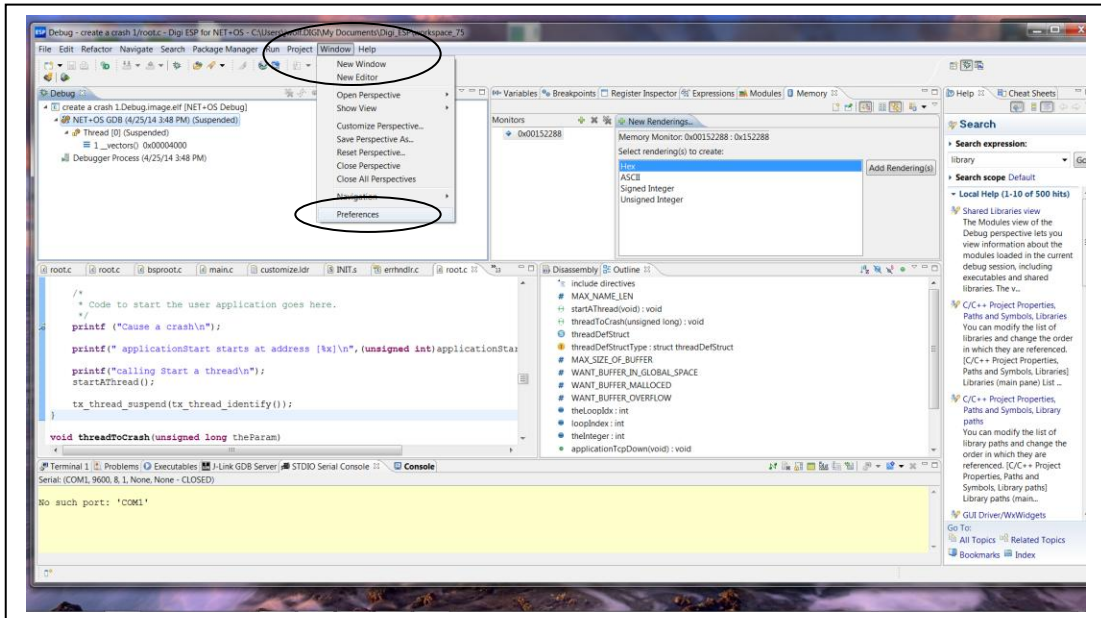 Debug - create a crash 1/root.c - Digi ESP for NET+OS - C:\Users\jwolf.DIGI\My Documents\Digi_ESP\workspace_75
File Edit Refactor Navigate Search Package Manager Run Project Window Help
New Window
New Editor
Open Perspective
Show View
Customize Perspective...
Save Perspective As...
Reset Perspective...
Close Perspective
Close All Perspectives
Navigation
Preferences
Debug
create a crash 1.Debug.image.elf [NET+OS Debug]
NET+OS GDB (4/25/14 3:48 PM) (Suspended)
Thread [0] (Suspended)
1 __vectors() 0x00004000
Debugger Process (4/25/14 3:48 PM)
Variables Breakpoints Register Inspector Expressions Modules Memory
Monitors
0x00152288
New Renderings...
Memory Monitor: 0x00152288 : 0x152288
Select rendering(s) to create:
Hex
ASCII
Signed Integer
Unsigned Integer
Add Rendering(s)
Help Cheat Sheets
Search
Search expression:
library
Go
Search scope Default
Local Help (1-10 of 500 hits)
Shared Libraries view
The Modules view of the
Debug perspective lets you
view information about the
modules loaded in the current
debug session, including
executables and shared
libraries. The v...
C/C++ Project Properties,
Paths and Symbols, Libraries
You can modify the list of
libraries and change the order
in which they are referenced.
[C/C++ Project Properties,
Paths and Symbols, Libraries]
Libraries (main pane) List ...
C/C++ Project Properties,
Paths and Symbols, Library
paths
You can modify the list of
library paths and change the
order in which they are
referenced. [C/C++ Project
Properties, Paths and
Symbols, Library paths]
Library paths (main...
GUI Driver/WxWidgets
Go To:
All Topics Related Topics
Bookmarks Index
root.c root.c bsproot.c main.c customize.ldr INIT.s errhndlr.c root.c
/*
* Code to start the user application goes here.
*/
printf ("Cause a crash\n");
printf(" applicationStart starts at address [%x]\n",(unsigned int)applicationStar
printf("calling Start a thread\n");
startAThread();
tx_thread_suspend(tx_thread_identify());
}
void threadToCrash(unsigned long theParam)
Disassembly Outline
include directives
MAX_NAME_LEN
startAThread(void) : void
threadToCrash(unsigned long) : void
threadDefStruct
threadDefStructType : struct threadDefStruct
MAX_SIZE_OF_BUFFER
WANT_BUFFER_IN_GLOBAL_SPACE
WANT_BUFFER_MALLOCED
WANT_BUFFER_OVERFLOW
theLoopIdx : int
loopIndex : int
theInteger : int
applicationTcpDown(void) : void
Terminal 1 Problems Executables J-Link GDB Server STDIO Serial Console Console
Serial: (COM1, 9600, 8, 1, None, None - CLOSED)
No such port: 'COM1'